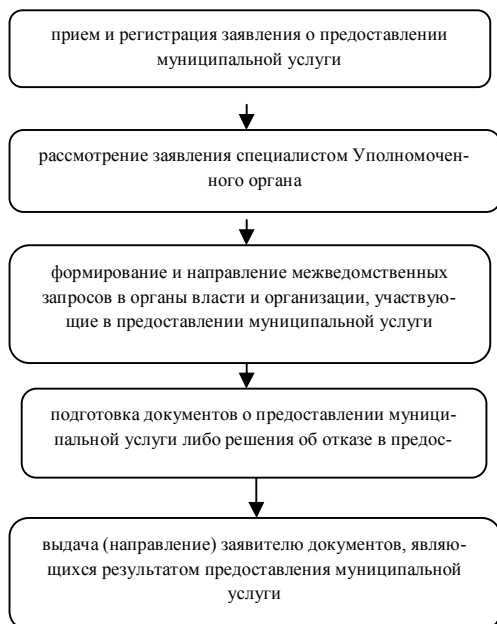 прием и регистрация заявления о предоставлении
муниципальной услуги
рассмотрение заявления специалистом Уполномочен-
ного органа
формирование и направление межведомственных
запросов в органы власти и организации, участвую-
щие в предоставлении муниципальной услуги
подготовка документов о предоставлении муници-
пальной услуги либо решения об отказе в предос-
выдача (направление) заявителю документов, являю-
щихся результатом предоставления муниципальной
услуги